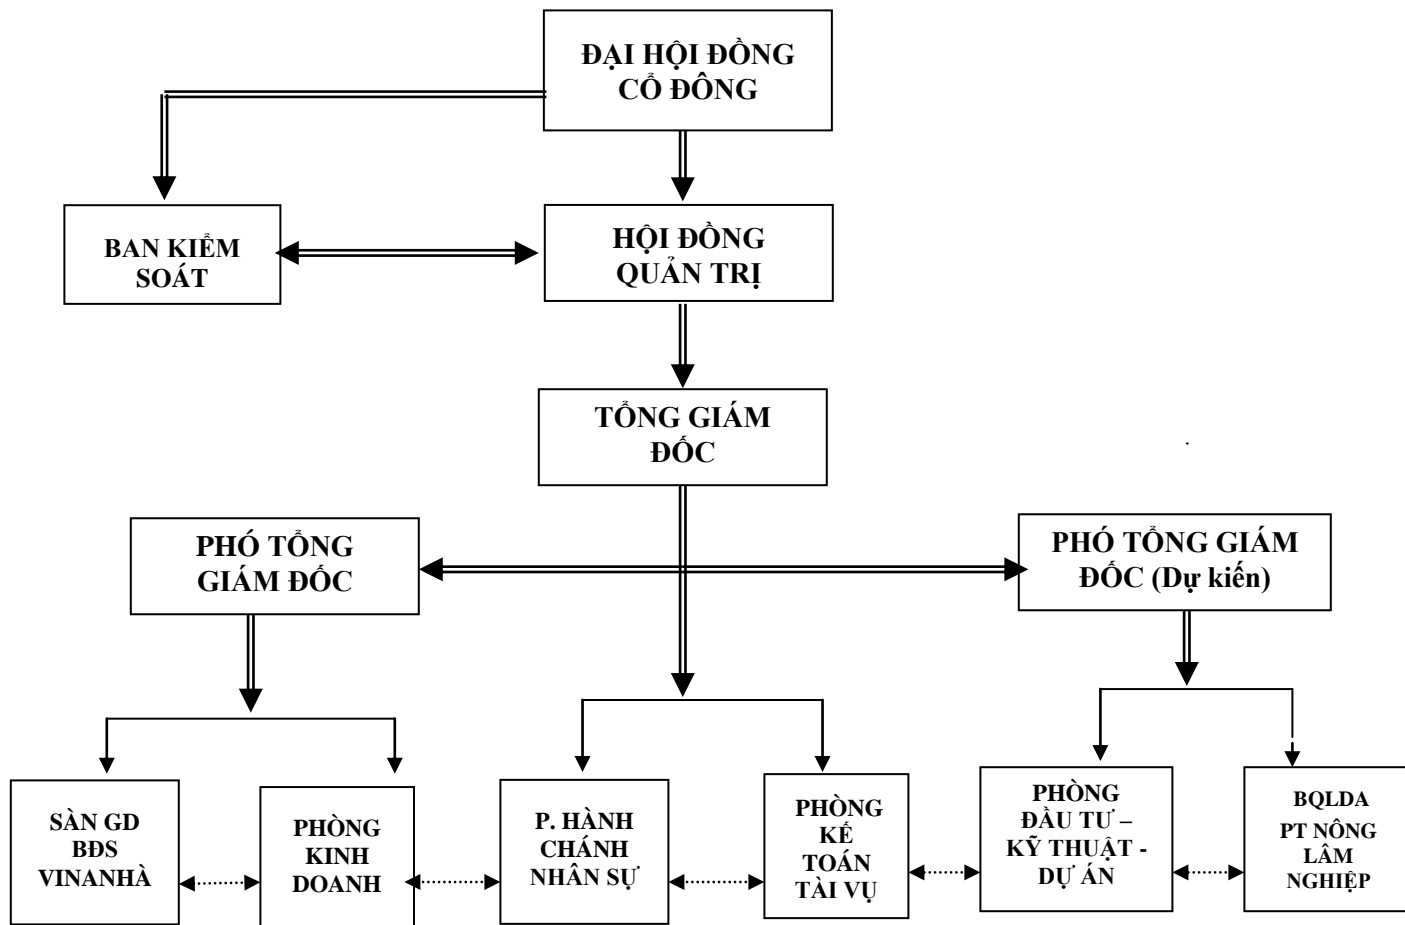 ĐẠI HỘI ĐỒNG
CỔ ĐÔNG
BAN KIỂM
SOÁT
HỘI ĐỒNG
QUẢN TRỊ
TỔNG GIÁM
ĐỐC
PHÓ TỔNG
GIÁM ĐỐC
PHÓ TỔNG GIÁM
ĐỐC (Dự kiến)
SÀN GD
BĐS
VINANHÀ
PHÒNG
KINH
DOANH
P. HÀNH
CHÁNH
NHÂN SỰ
PHÒNG
KẾ
TOÁN
TÀI VỤ
PHÒNG
ĐẦU TƯ –
KỸ THUẬT -
DỰ ÁN
BQLDA
PT NÔNG
LÂM
NGHIỆP